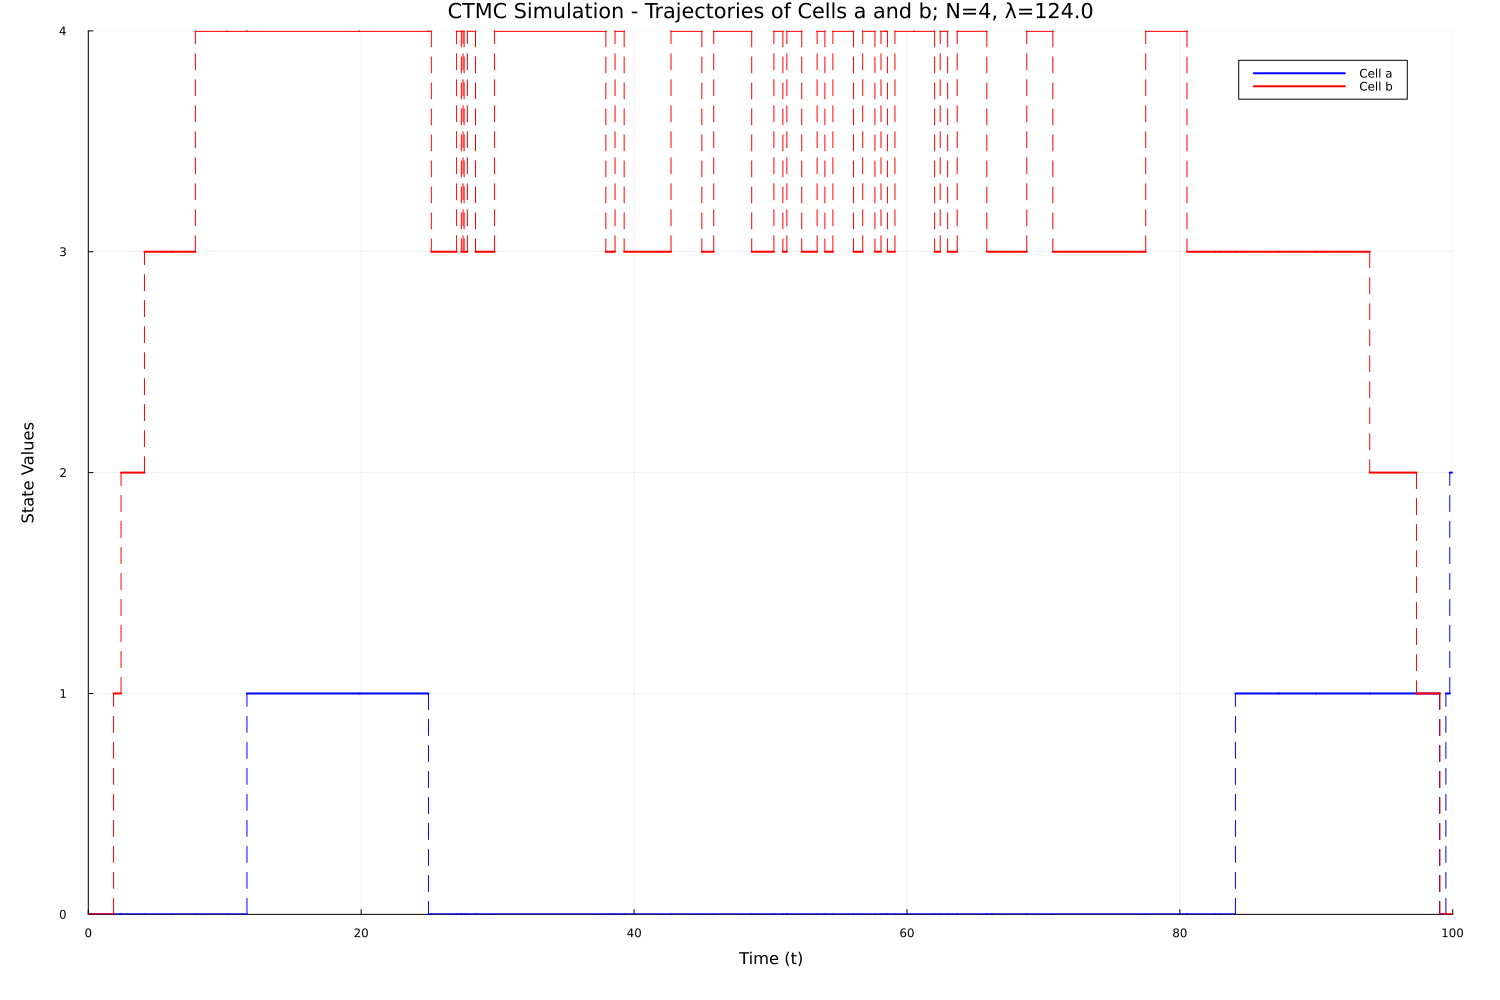 CTMC Simulation - Trajectories of Cells a and b; N=4, λ=124.0
Cell a
Cell b
State Values
4
3
2
1
0
0 20 40 60 80 100
Time (t)